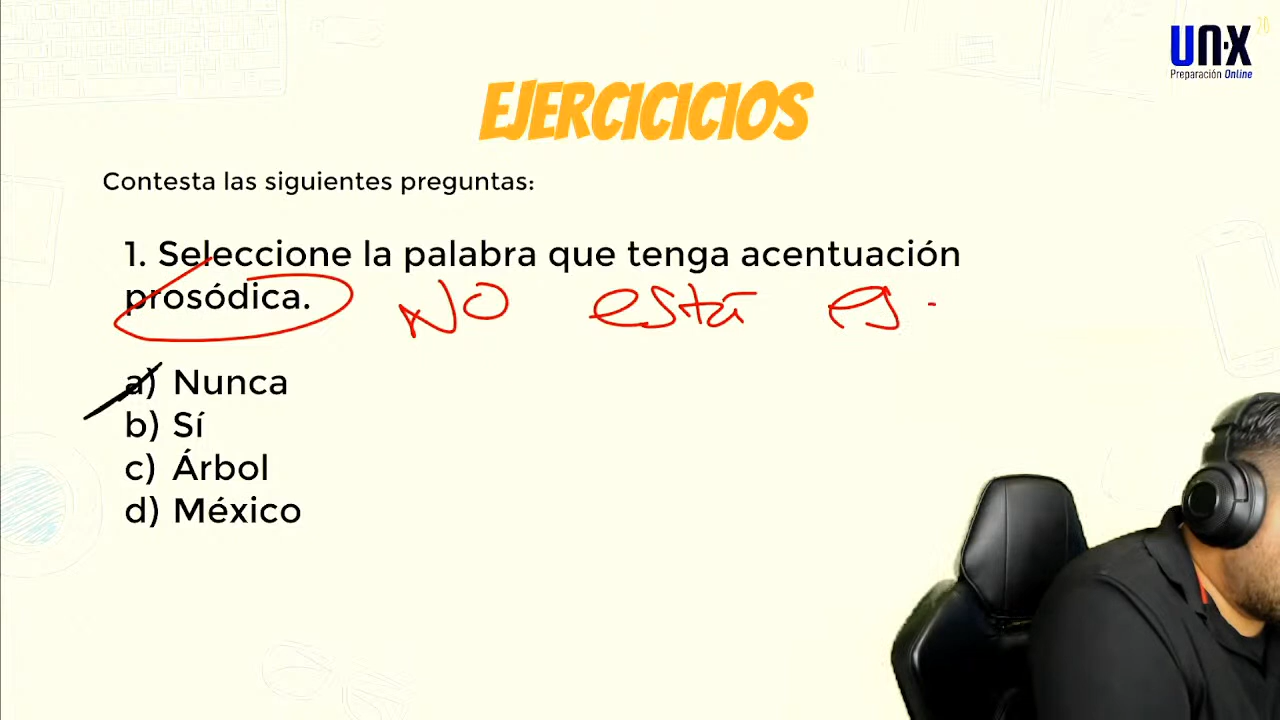 UN-X
Preparación Online
EJERCICICIOS
Contesta las siguientes preguntas:
1. Seleccione la palabra que tenga acentuación
prosódica.
NO está es
a) Nunca
b) Sí
c) Árbol
d) México